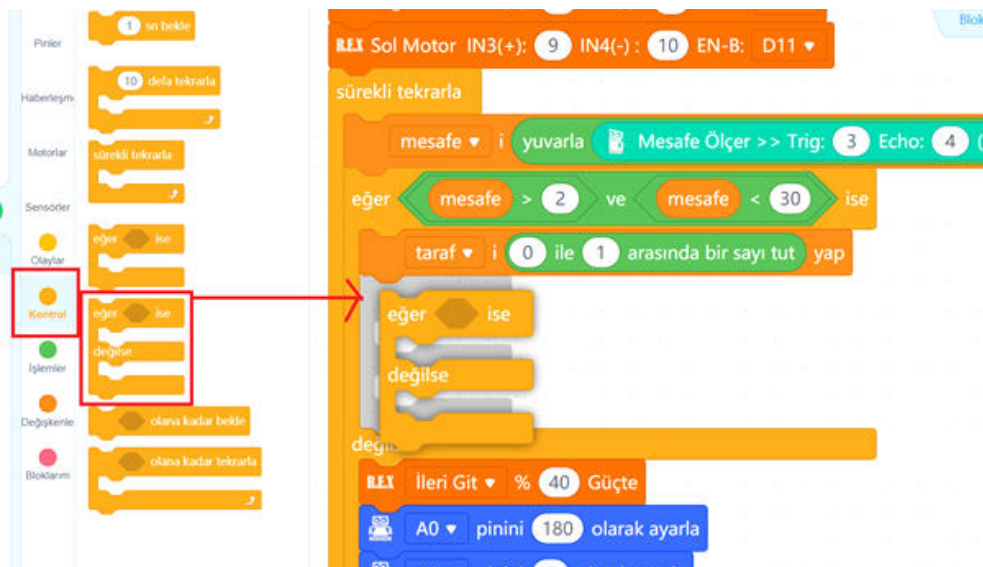 Pinler
Haberleşm
Motorlar
Sensörler
Olaylar
Kontrol
İşlemler
Değişkenle
Bloklarım
1 sn bekle
10 defa tekrarla
sürekli tekrarla
eğer ise
eğer ise
değilse
olana kadar bekle
olana kadar tekrarla
Blok
REX Sol Motor IN3(+): 9 IN4(-) : 10 EN-B: D11
sürekli tekrarla
mesafe i yuvarla Mesafe Ölçer >> Trig: 3 Echo: 4 (
eğer mesafe > 2 ve mesafe < 30 ise
taraf i 0 ile 1 arasında bir sayı tut yap
eğer ise
değilse
REX İleri Git % 40 Güçte
A0 pinini 180 olarak ayarla